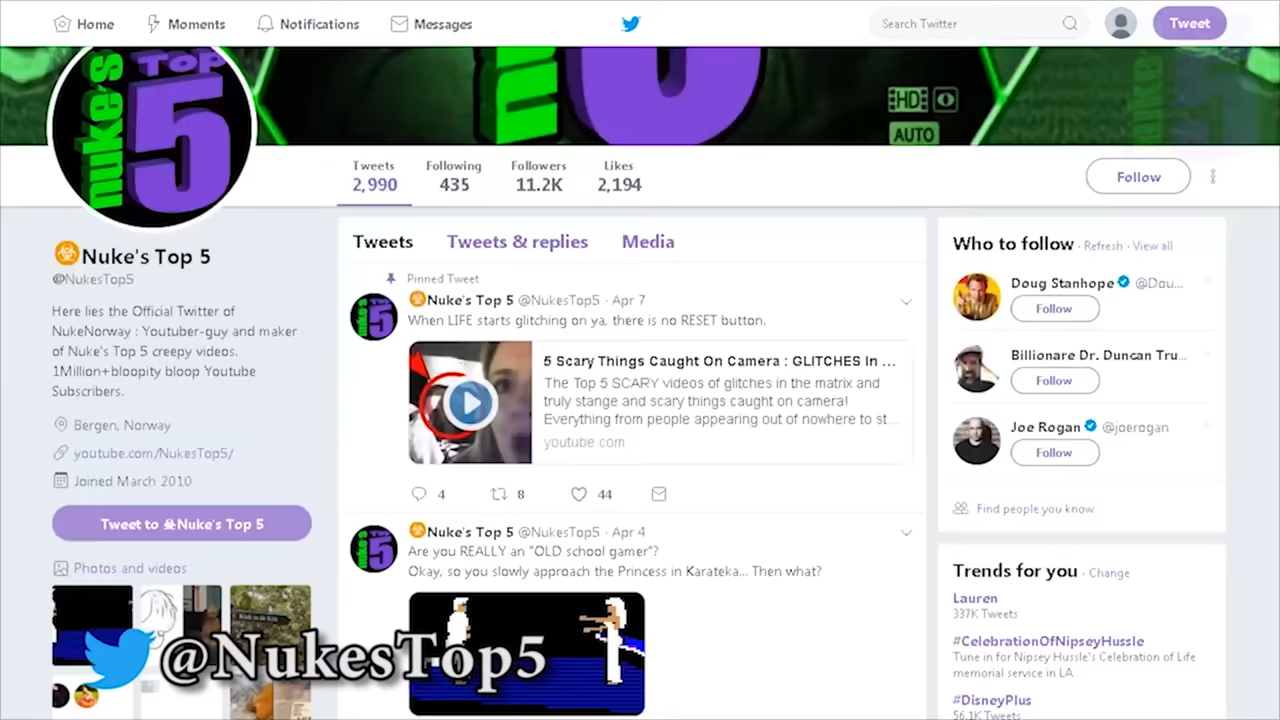 Home
Moments
Notifications
Messages
Search Twitter
Tweet
nuke's TOP 5
HD
AUTO
Tweets
2,990
Following
435
Followers
11.2K
Likes
2,194
Follow
Nuke's Top 5
@NukesTop5
Here lies the Official Twitter of
NukeNorway : Youtuber-guy and maker
of Nuke's Top 5 creepy videos.
1Million+bloopity bloop Youtube
Subscribers.
Bergen, Norway
youtube.com/NukesTop5/
Joined March 2010
Tweet to ☣Nuke's Top 5
Photos and videos
@NukesTop5
Tweets
Tweets & replies
Media
Pinned Tweet
Nuke's Top 5 @NukesTop5 · Apr 7
When LIFE starts glitching on ya, there is no RESET button.
5 Scary Things Caught On Camera : GLITCHES In ...
The Top 5 SCARY videos of glitches in the matrix and
truly stange and scary things caught on camera!
Everything from people appearing out of nowhere to st...
youtube com
4
8
44
Nuke's Top 5 @NukesTop5 · Apr 4
Are you REALLY an "OLD school gamer"?
Okay, so you slowly approach the Princess in Karateka... Then what?
Who to follow · Refresh · View all
Doug Stanhope @Dou...
Follow
Billionare Dr. Duncan Tru...
Follow
Joe Rogan @joerogan
Follow
Find people you know
Trends for you · Change
Lauren
337K Tweets
#CelebrationOfNipseyHussle
Tune in for Nipsey Hussle's Celebration of Life
memorial service in LA.
#DisneyPlus
56.1K Tweets